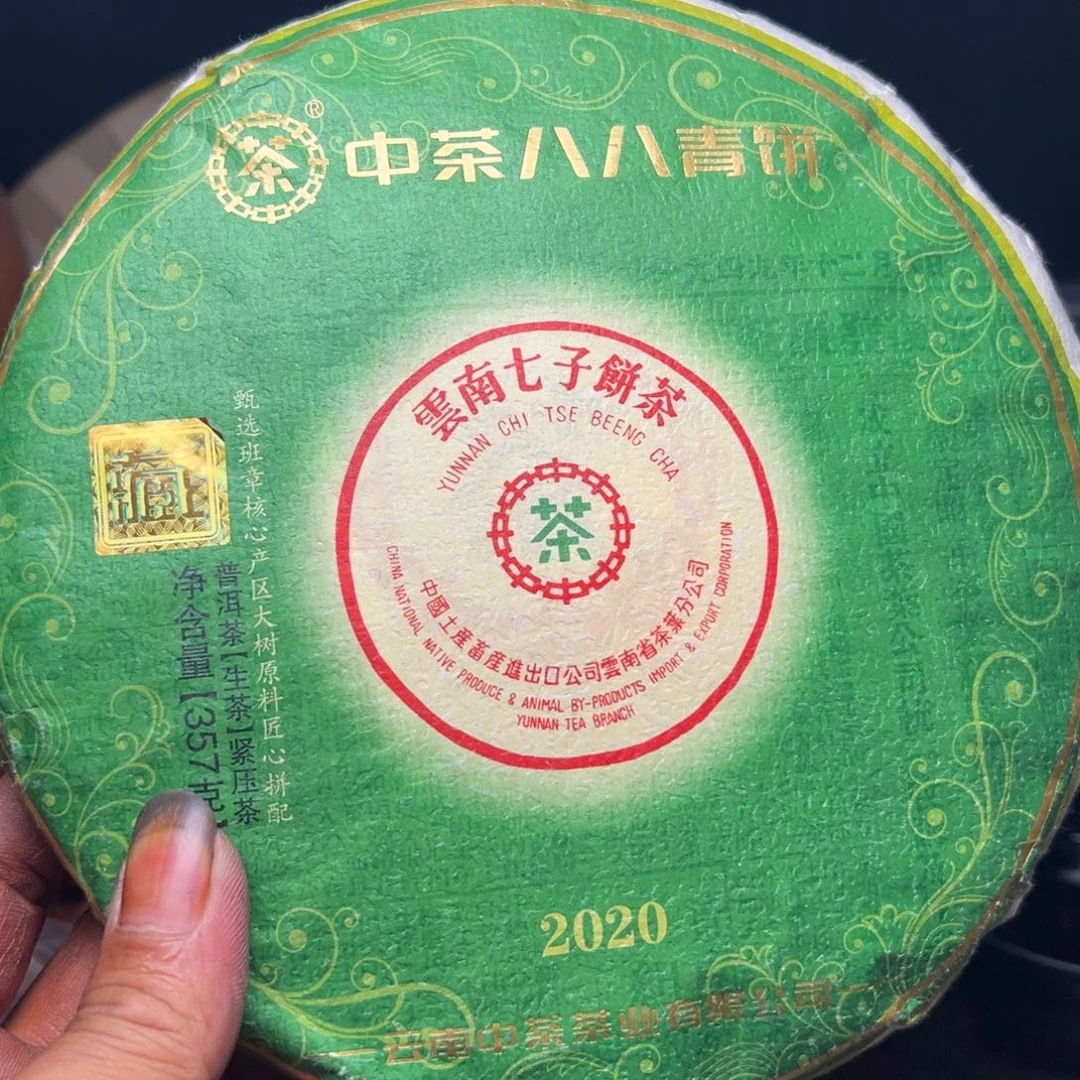 茶®
中茶八八青饼
雲南七子餅茶
YUNNAN CHI TSE BEENG CHA
茶
中國土產畜產進出口公司雲南省茶葉分公司
CHINA NATIONAL NATIVE PRODUCE & ANIMAL BY-PRODUCTS IMPORT & EXPORT CORPORATION
YUNNAN TEA BRANCH
甄选班章核心产区大树原料匠心拼配
藏
普洱茶【生茶】紧压茶
净含量【357克】
2020
云南中茶茶业有限公司